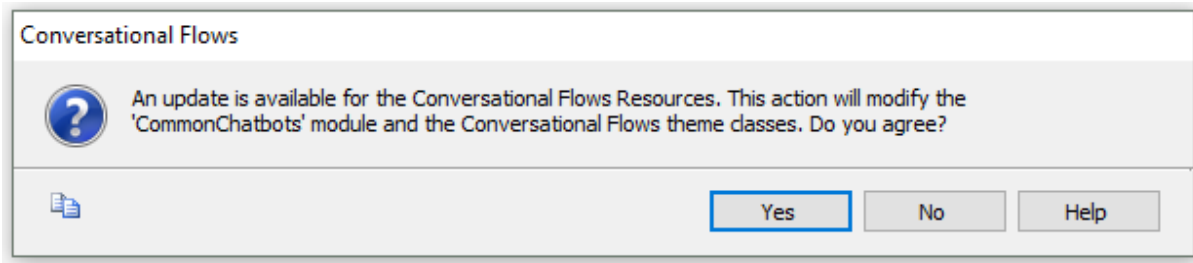 Conversational Flows
An update is available for the Conversational Flows Resources. This action will modify the
'CommonChatbots' module and the Conversational Flows theme classes. Do you agree?
Yes No Help